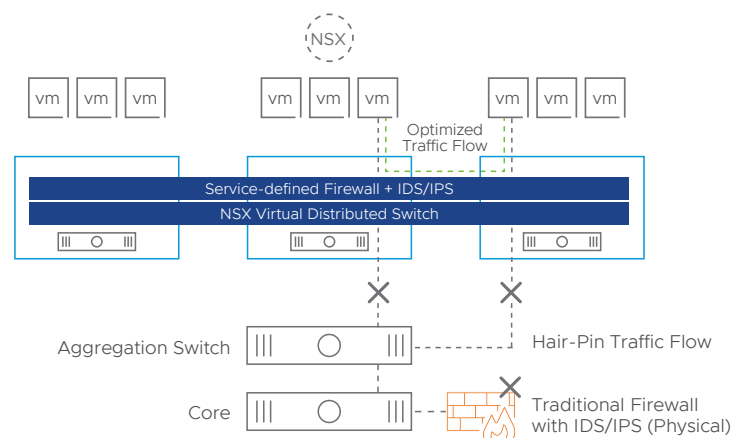 NSX
vm
vm
vm
vm
vm
vm
vm
vm
vm
Optimized
Traffic Flow
Service-defined Firewall + IDS/IPS
NSX Virtual Distributed Switch
Aggregation Switch
Hair-Pin Traffic Flow
Core
Traditional Firewall
with IDS/IPS (Physical)